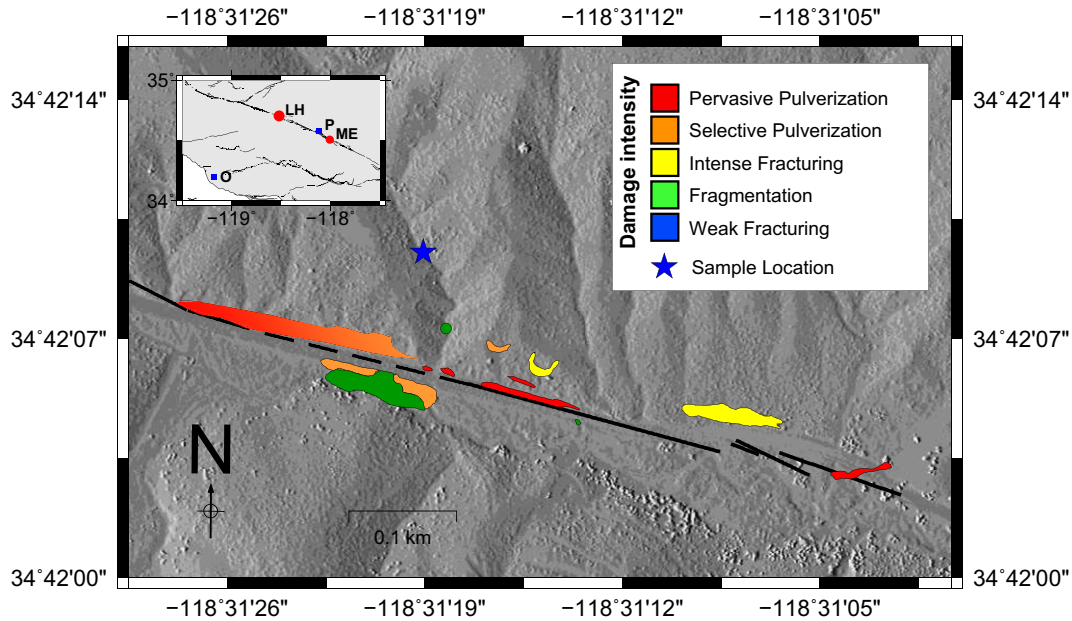 −118°31'26" −118°31'19" −118°31'12" −118°31'05"
34°42'14" 34°42'14"
34°42'07" 34°42'07"
34°42'00" 34°42'00"
35°
34°
−119° −118°
LH
P
ME
O
Damage intensity
Pervasive Pulverization
Selective Pulverization
Intense Fracturing
Fragmentation
Weak Fracturing
Sample Location
N
0.1 km
−118°31'26" −118°31'19" −118°31'12" −118°31'05"